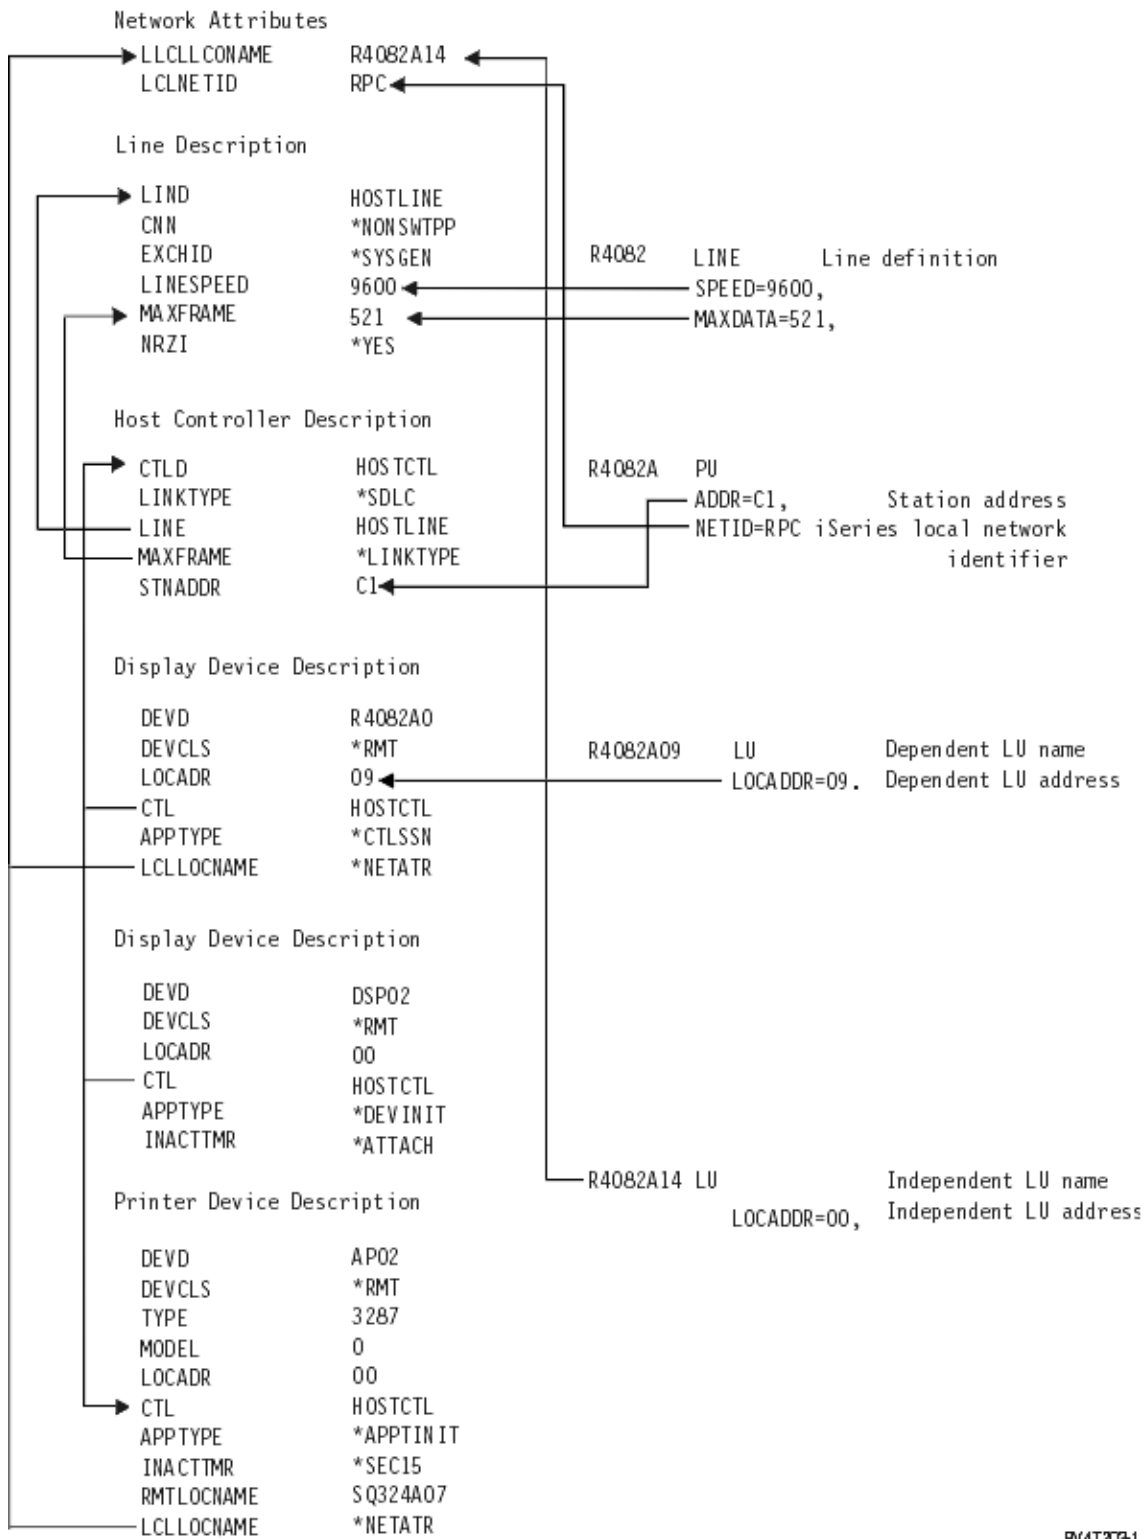 Network Attributes
LLCLLCONAME R4082A14
LCLNETID RPC
Line Description
LIND HOSTLINE
CNN *NONSWTPP
EXCHID *SYSGEN
R4082 LINE Line definition
LINESPEED 9600 SPEED=9600,
MAXFRAME 521 MAXDATA=521,
NRZI *YES
Host Controller Description
CTLD HOSTCTL R4082A PU
LINKTYPE *SDLC ADDR=C1, Station address
LINE HOSTLINE NETID=RPC iSeries local network
MAXFRAME *LINKTYPE identifier
STNADDR C1
Display Device Description
DEVD R4082A0
DEVCLS *RMT R4082A09 LU Dependent LU name
LOCADR 09 LOCADDR=09. Dependent LU address
CTL HOSTCTL
APPTYPE *CTLSSN
LCLLOCNAME *NETATR
Display Device Description
DEVD DSP02
DEVCLS *RMT
LOCADR 00
CTL HOSTCTL
APPTYPE *DEVINIT
INACTTMR *ATTACH
R4082A14 LU Independent LU name
Printer Device Description LOCADDR=00, Independent LU address
DEVD AP02
DEVCLS *RMT
TYPE 3287
MODEL 0
LOCADR 00
CTL HOSTCTL
APPTYPE *APPTINIT
INACTTMR *SEC15
RMTLOCNAME SQ324A07
LCLLOCNAME *NETATR